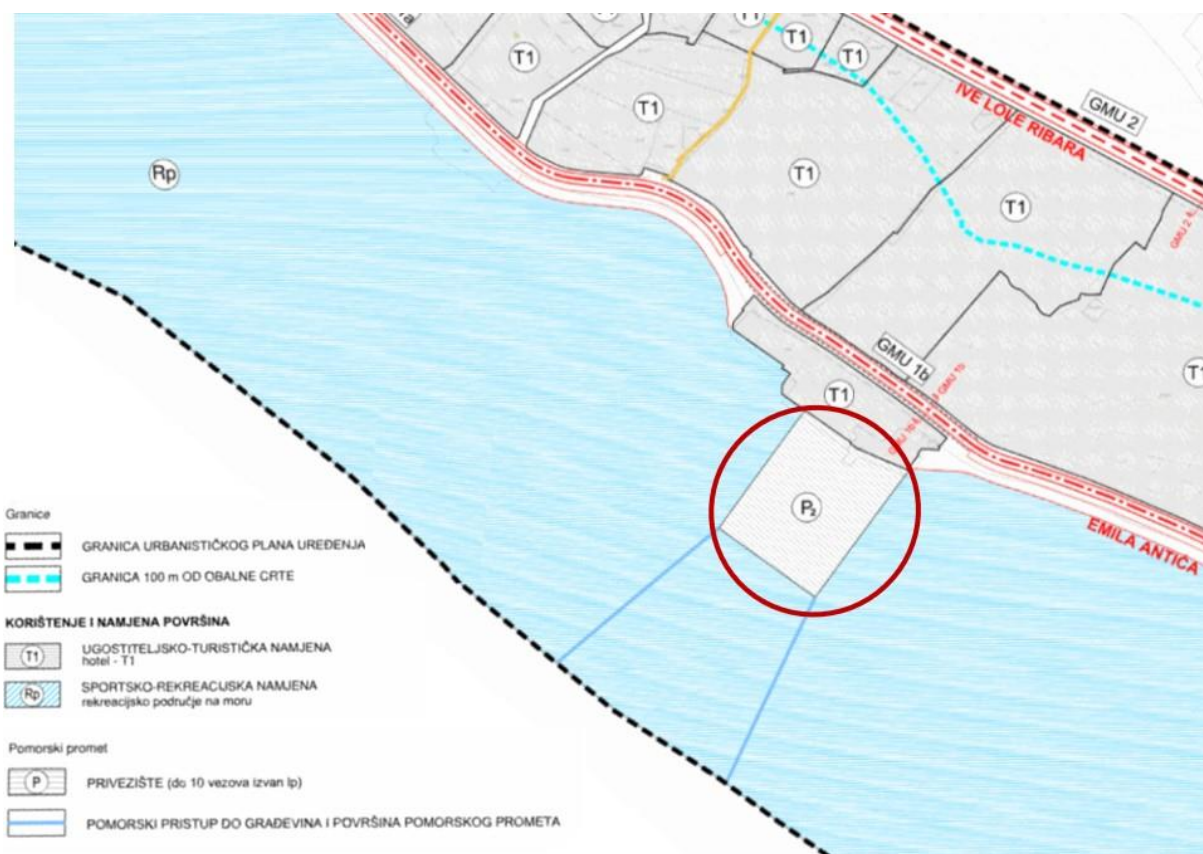 T1
T1
T1
T1
T1
T1
T1
T1
T1
Rp
IVE LOLE RIBARA
GMU 2
GMU 1b
P₂
EMILA ANTIĆA
Granice
GRANICA URBANISTIČKOG PLANA UREĐENJA
GRANICA 100 m OD OBALNE CRTE
KORIŠTENJE I NAMJENA POVRŠINA
T1 UGOSTITELJSKO-TURISTIČKA NAMJENA
hotel - T1
Rp SPORTSKO-REKREACIJSKA NAMJENA
rekreacijsko područje na moru
Pomorski promet
P PRIVEZIŠTE (do 10 vezova izvan lp)
POMORSKI PRISTUP DO GRAĐEVINA I POVRŠINA POMORSKOG PROMETA